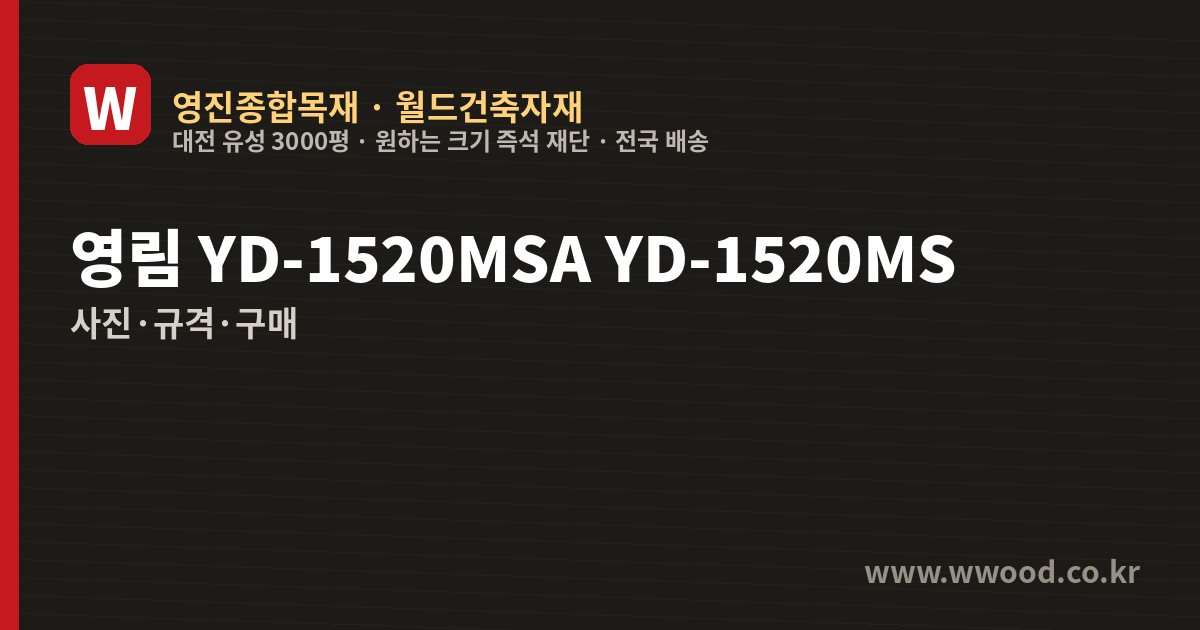 W
영진종합목재 · 월드건축자재
대전 유성 3000평 · 원하는 크기 즉석 재단 · 전국 배송
영림 YD-1520MSA YD-1520MS
사진·규격·구매
www.wwood.co.kr